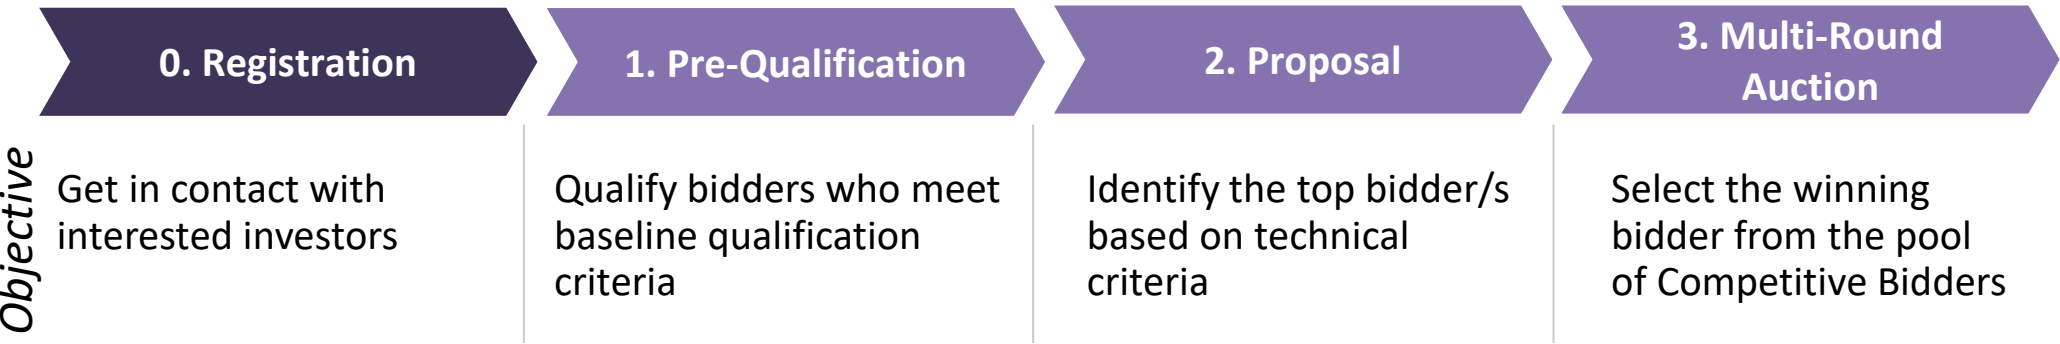 0. Registration
1. Pre-Qualification
2. Proposal
3. Multi-Round
Auction
Objective
Get in contact with
interested investors
Qualify bidders who meet
baseline qualification
criteria
Identify the top bidder/s
based on technical
criteria
Select the winning
bidder from the pool
of Competitive Bidders